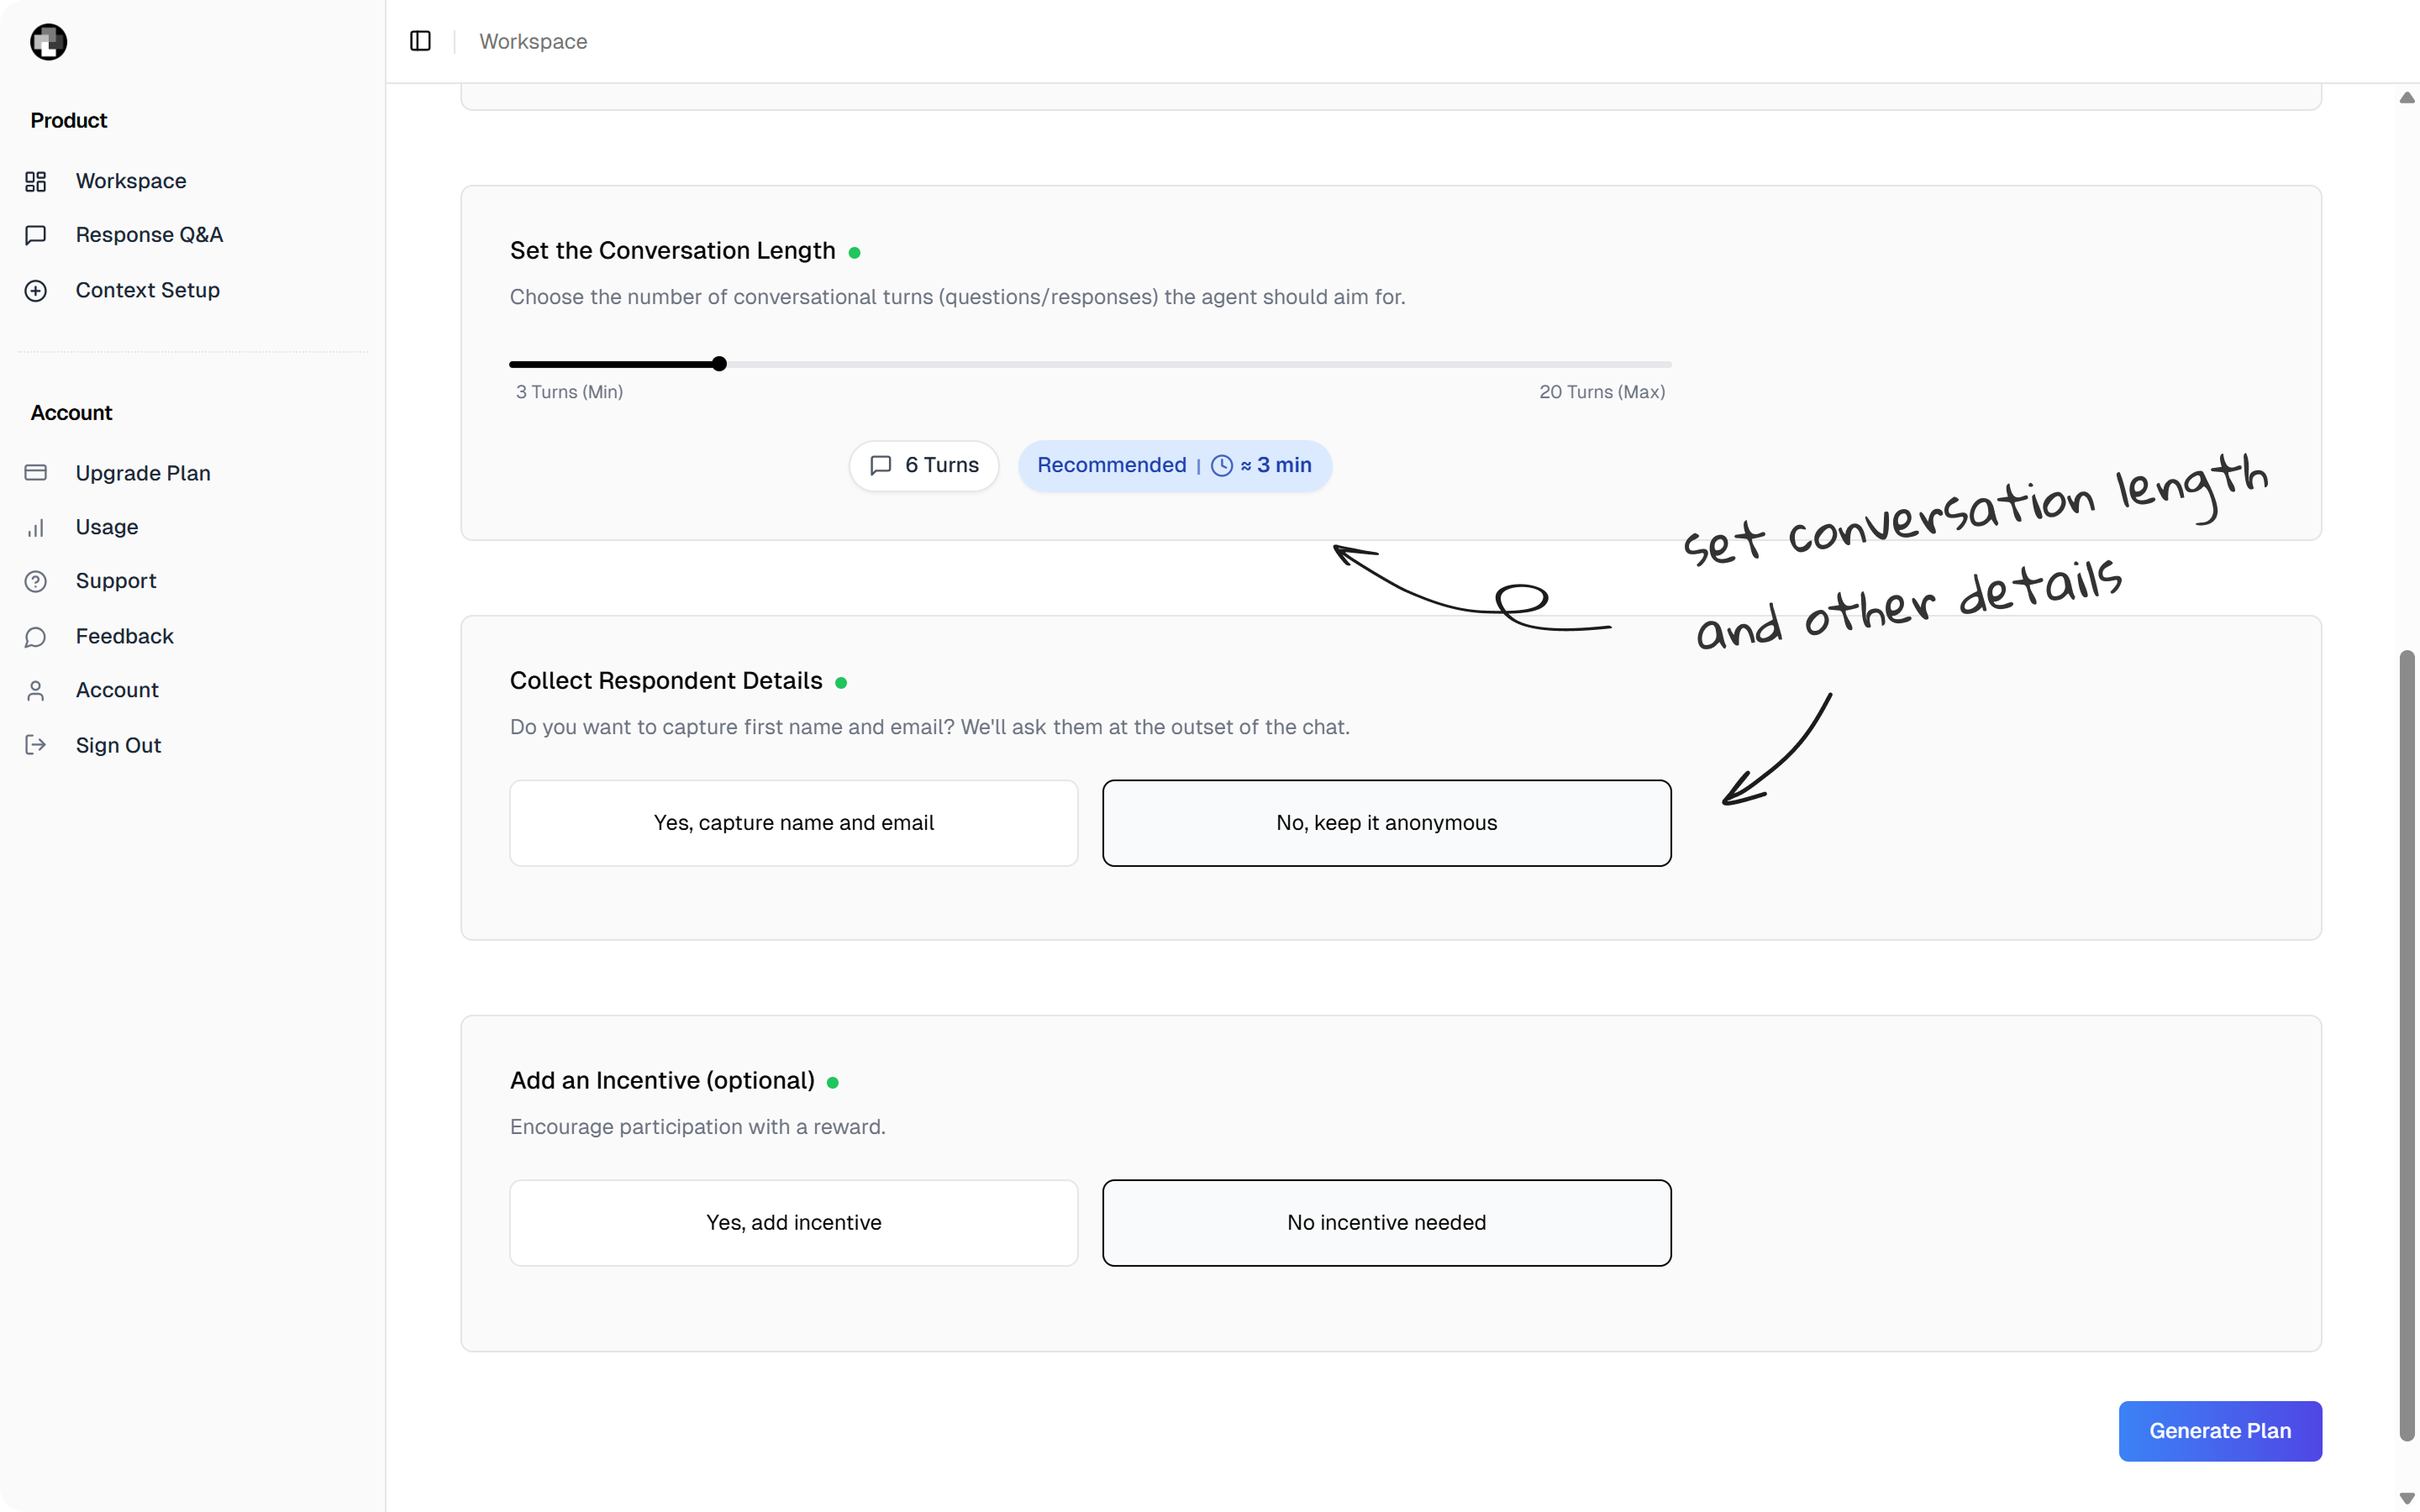 Workspace
Product
Workspace
Response Q&A
Context Setup
Account
Upgrade Plan
Usage
Support
Feedback
Account
Sign Out
Set the Conversation Length
Choose the number of conversational turns (questions/responses) the agent should aim for.
3 Turns (Min)
20 Turns (Max)
6 Turns
Recommended | ≈ 3 min
set conversation length
and other details
Collect Respondent Details
Do you want to capture first name and email? We'll ask them at the outset of the chat.
Yes, capture name and email
No, keep it anonymous
Add an Incentive (optional)
Encourage participation with a reward.
Yes, add incentive
No incentive needed
Generate Plan